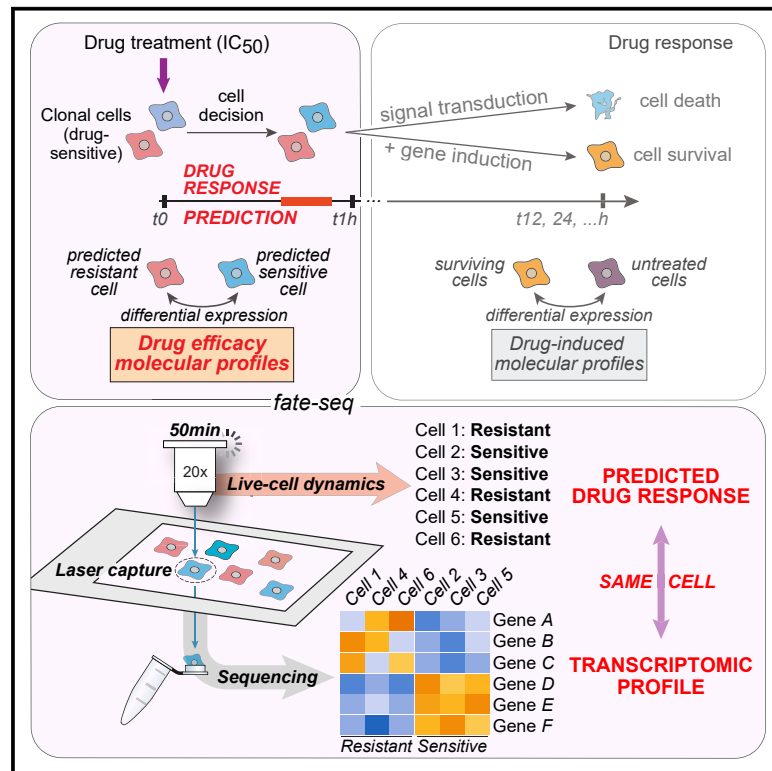 Drug treatment (IC50)
Clonal cells
(drug-
sensitive)
cell
decision
DRUG
RESPONSE
PREDICTION
t0
t1h
...
predicted
resistant
cell
predicted
sensitive
cell
differential expression
Drug efficacy
molecular profiles
Drug response
signal transduction
+ gene induction
cell death
cell survival
t12, 24, ...h
surviving
cells
untreated
cells
differential expression
Drug-induced
molecular profiles
fate-seq
50min
20x
Live-cell dynamics
Laser capture
Sequencing
Cell 1: Resistant
Cell 2: Sensitive
Cell 3: Sensitive
Cell 4: Resistant
Cell 5: Sensitive
Cell 6: Resistant
PREDICTED
DRUG RESPONSE
SAME CELL
TRANSCRIPTOMIC
PROFILE
Cell 1 Cell 4 Cell 6 Cell 2 Cell 3 Cell 5
Gene A
Gene B
Gene C
Gene D
Gene E
Gene F
Resistant Sensitive